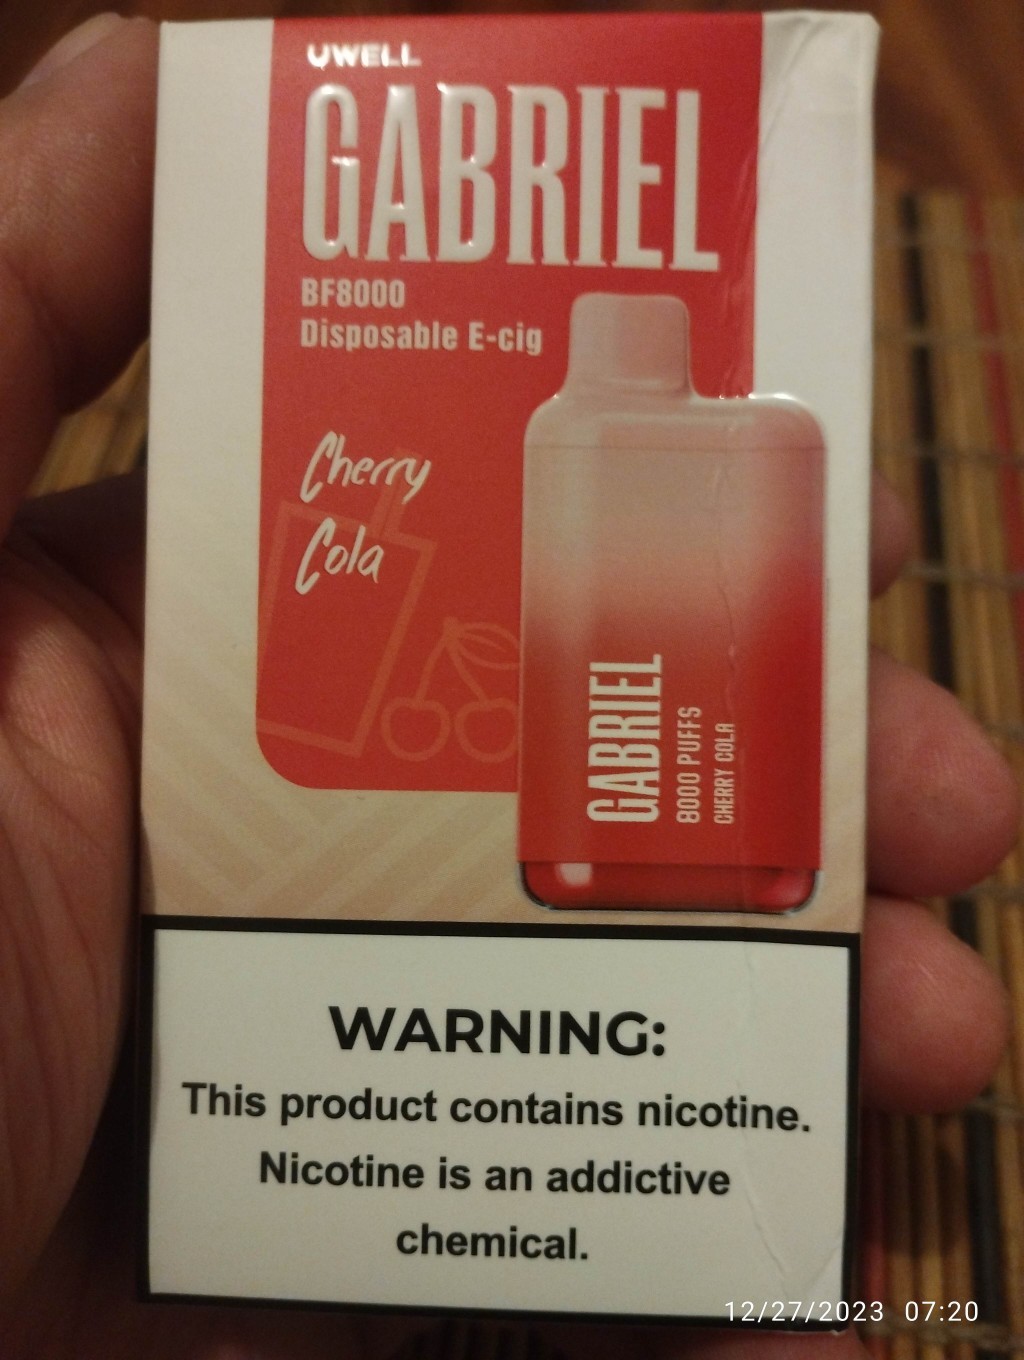 UWELL
GABRIEL
BF8000
Disposable E-cig
Cherry
Cola
GABRIEL
8000 PUFFS
CHERRY COLA
WARNING:
This product contains nicotine.
Nicotine is an addictive
chemical.
12/27/2023 07:20